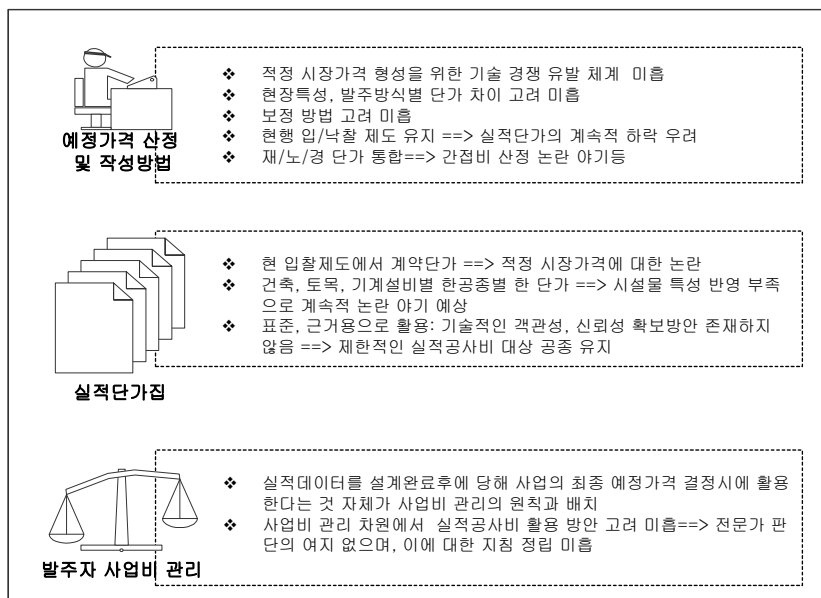 ❖ 적정 시장가격 형성을 위한 기술 경쟁 유발 체계 미흡
❖ 현장특성, 발주방식별 단가 차이 고려 미흡
❖ 보정 방법 고려 미흡
❖ 현행 입/낙찰 제도 유지 ==> 실적단가의 계속적 하락 우려
❖ 재/노/경 단가 통합==> 간접비 산정 논란 야기등
예정가격 산정
및 작성방법
❖ 현 입찰제도에서 계약단가 ==> 적정 시장가격에 대한 논란
❖ 건축, 토목, 기계설비별 한공종별 한 단가 ==> 시설물 특성 반영 부족
으로 계속적 논란 야기 예상
❖ 표준, 근거용으로 활용: 기술적인 객관성, 신뢰성 확보방안 존재하지
않음 ==> 제한적인 실적공사비 대상 공종 유지
실적단가집
❖ 실적데이터를 설계완료후에 당해 사업의 최종 예정가격 결정시에 활용
한다는 것 자체가 사업비 관리의 원칙과 배치
❖ 사업비 관리 차원에서 실적공사비 활용 방안 고려 미흡==> 전문가 판
단의 여지 없으며, 이에 대한 지침 정립 미흡
발주자 사업비 관리